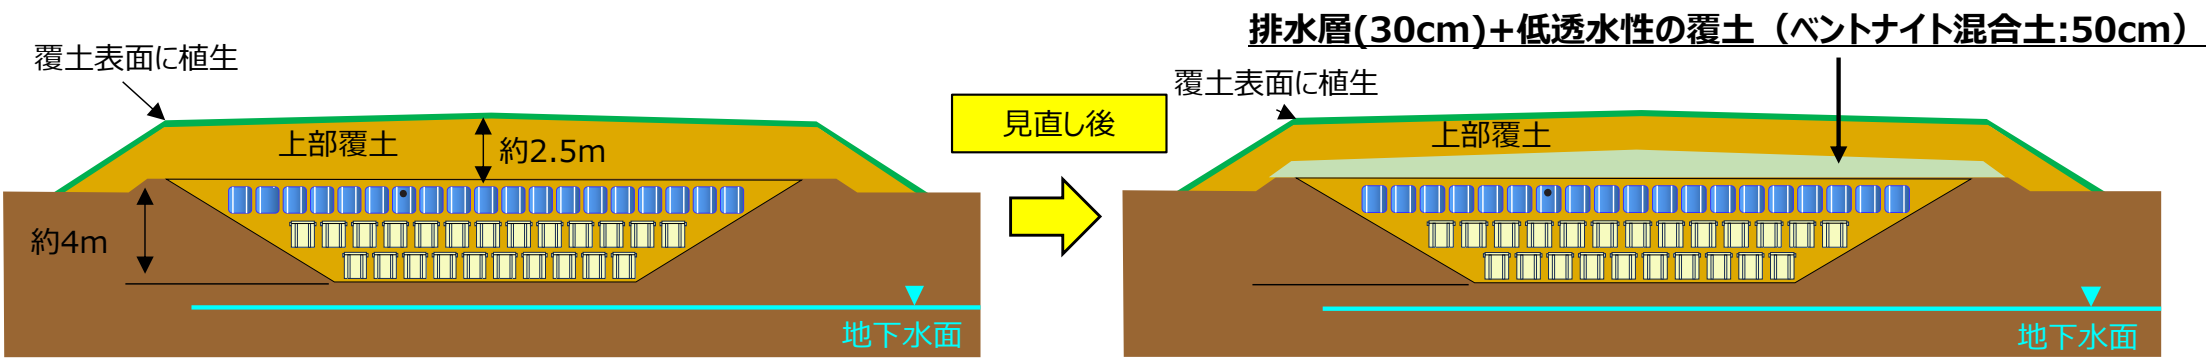 排水層(30cm)+低透水性の覆土（ベントナイト混合土:50cm）
覆土表面に植生
上部覆土
約2.5m
約4m
地下水面
見直し後
覆土表面に植生
上部覆土
地下水面